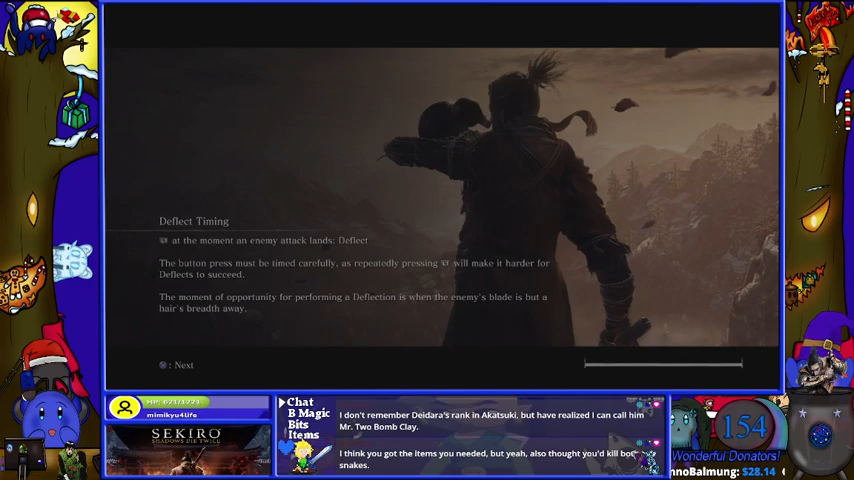 Deflect Timing
at the moment an enemy attack lands: Deflect
The button press must be timed carefully, as repeatedly pressing will make it harder for
Deflects to succeed.
The moment of opportunity for performing a Deflection is when the enemy's blade is but a
hair's breadth away.
: Next
HP: 621/1221
mimikyu4life
SEKIRO
SHADOWS DIE TWICE
Chat
B Magic
Bits
Items
I don't remember Deidara's rank in Akatsuki, but have realized I can call him
Mr. Two Bomb Clay.
I think you got the items you needed, but yeah, also thought you'd kill both
snakes.
154
Wonderful Donators!
nnoBalmung: $28.14